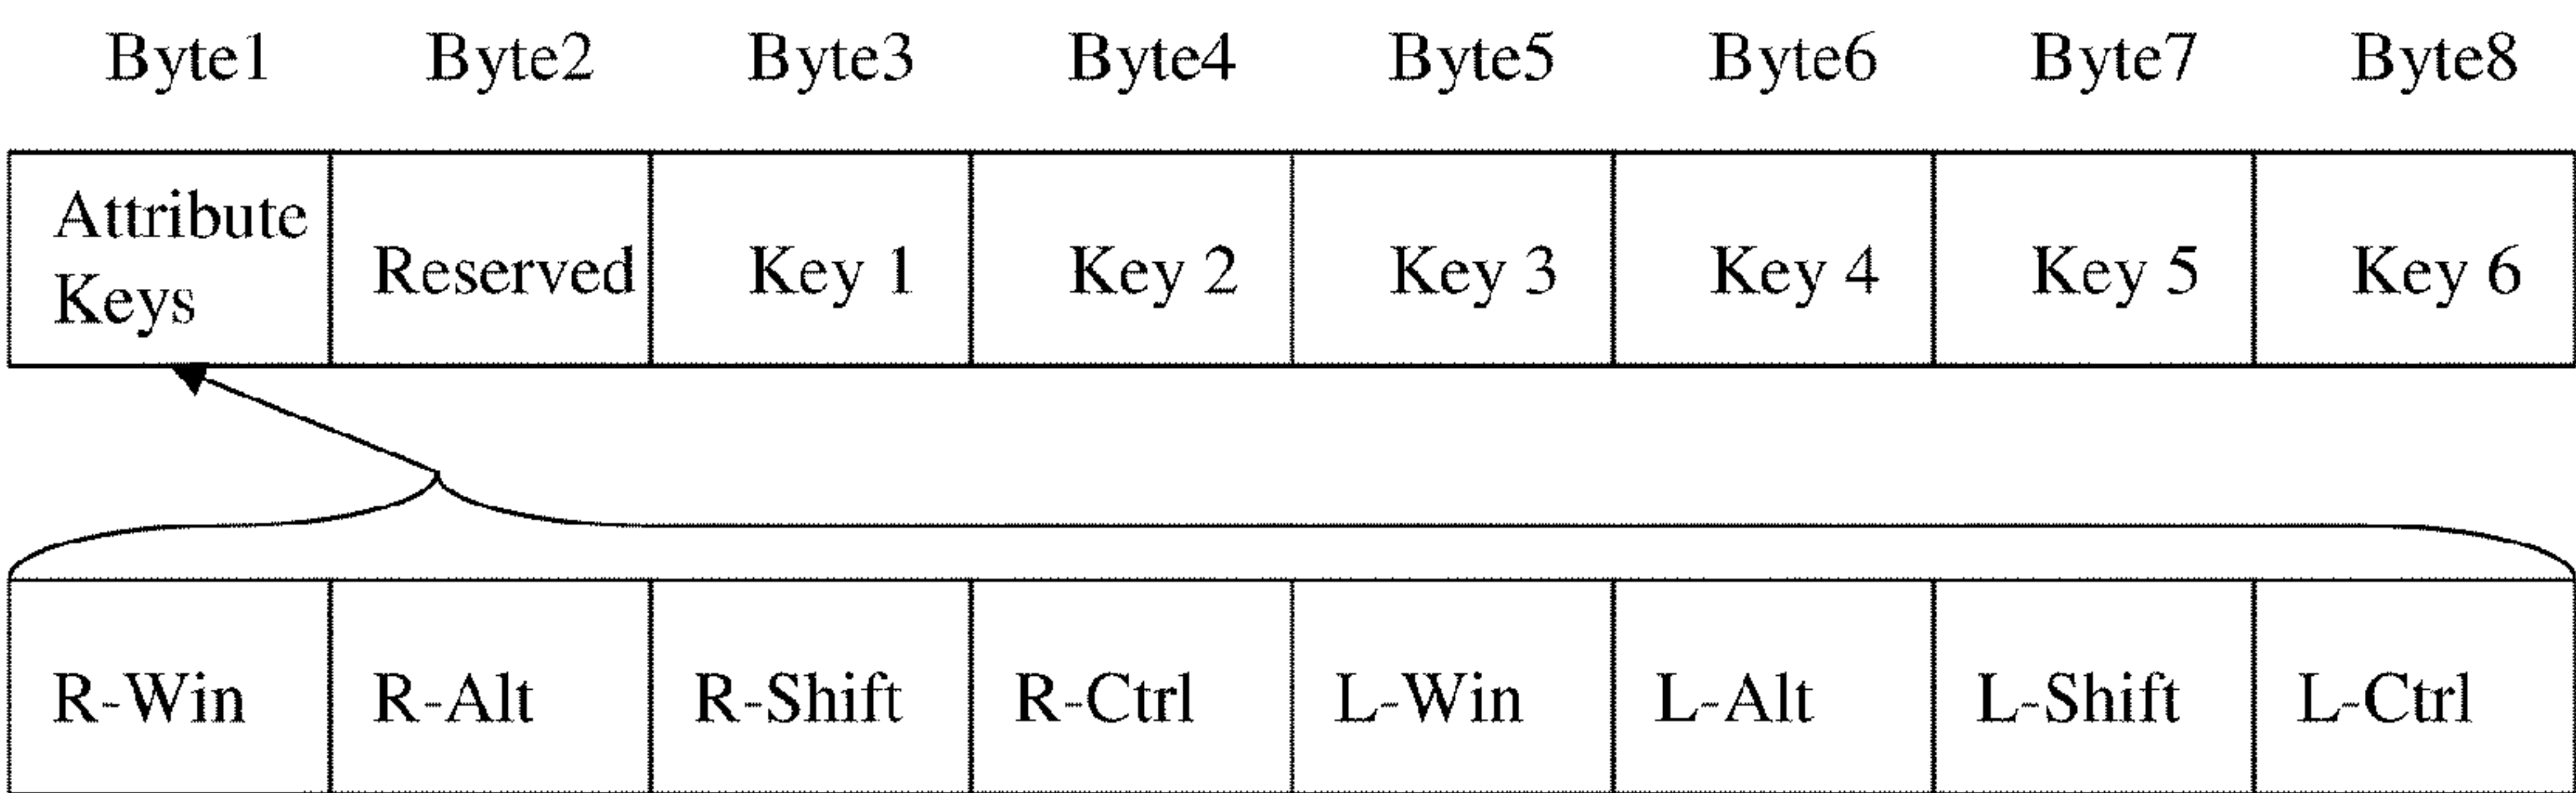 Byte1 Byte2 Byte3 Byte4 Byte5 Byte6 Byte7 Byte8
Attribute
Keys
Reserved Key 1 Key 2 Key 3 Key 4 Key 5 Key 6
R-Win R-Alt R-Shift R-Ctrl L-Win L-Alt L-Shift L-Ctrl